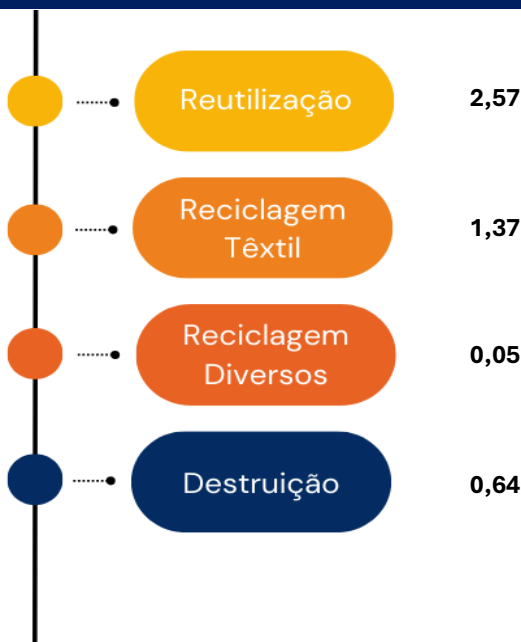 Reutilização 2,57
Reciclagem
Têxtil 1,37
Reciclagem
Diversos 0,05
Destruição 0,64